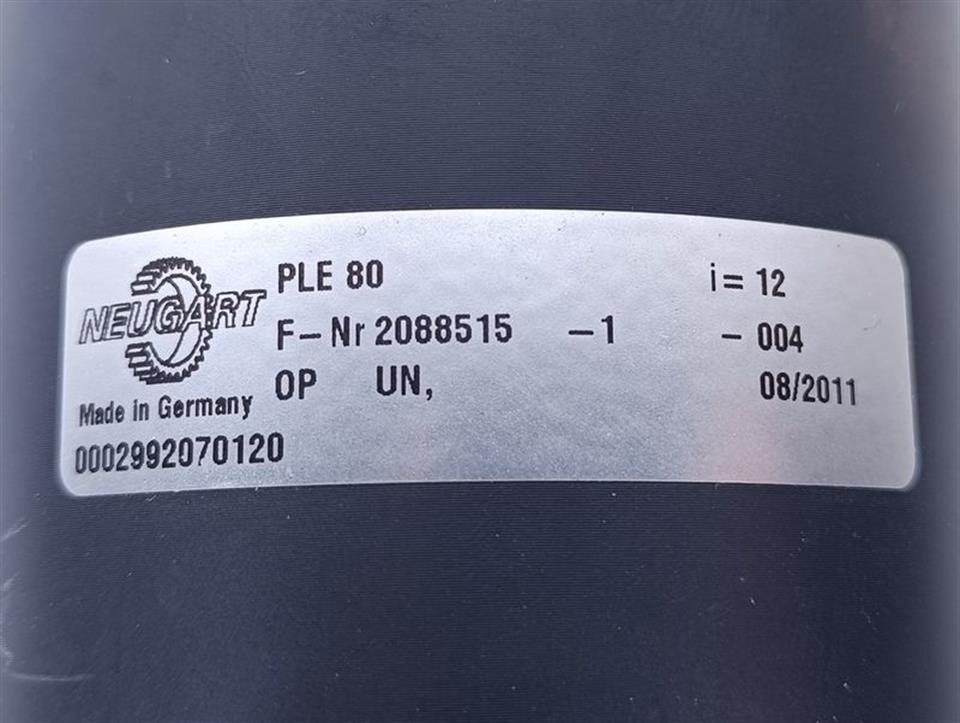 NEUGART
PLE 80 i= 12
F-Nr 2088515 -1 - 004
OP UN, 08/2011
Made in Germany
0002992070120